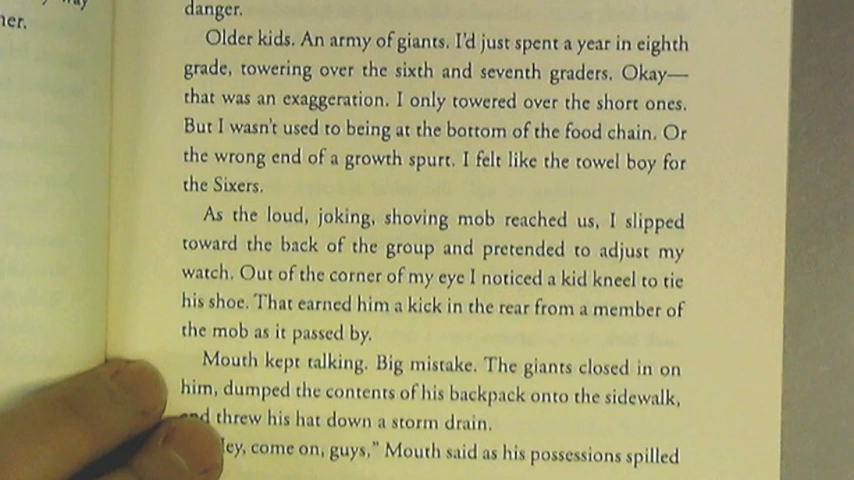 her.
danger.
Older kids. An army of giants. I'd just spent a year in eighth
grade, towering over the sixth and seventh graders. Okay—
that was an exaggeration. I only towered over the short ones.
But I wasn't used to being at the bottom of the food chain. Or
the wrong end of a growth spurt. I felt like the towel boy for
the Sixers.
As the loud, joking, shoving mob reached us, I slipped
toward the back of the group and pretended to adjust my
watch. Out of the corner of my eye I noticed a kid kneel to tie
his shoe. That earned him a kick in the rear from a member of
the mob as it passed by.
Mouth kept talking. Big mistake. The giants closed in on
him, dumped the contents of his backpack onto the sidewalk,
and threw his hat down a storm drain.
come on, guys," Mouth said as his possessions spilled